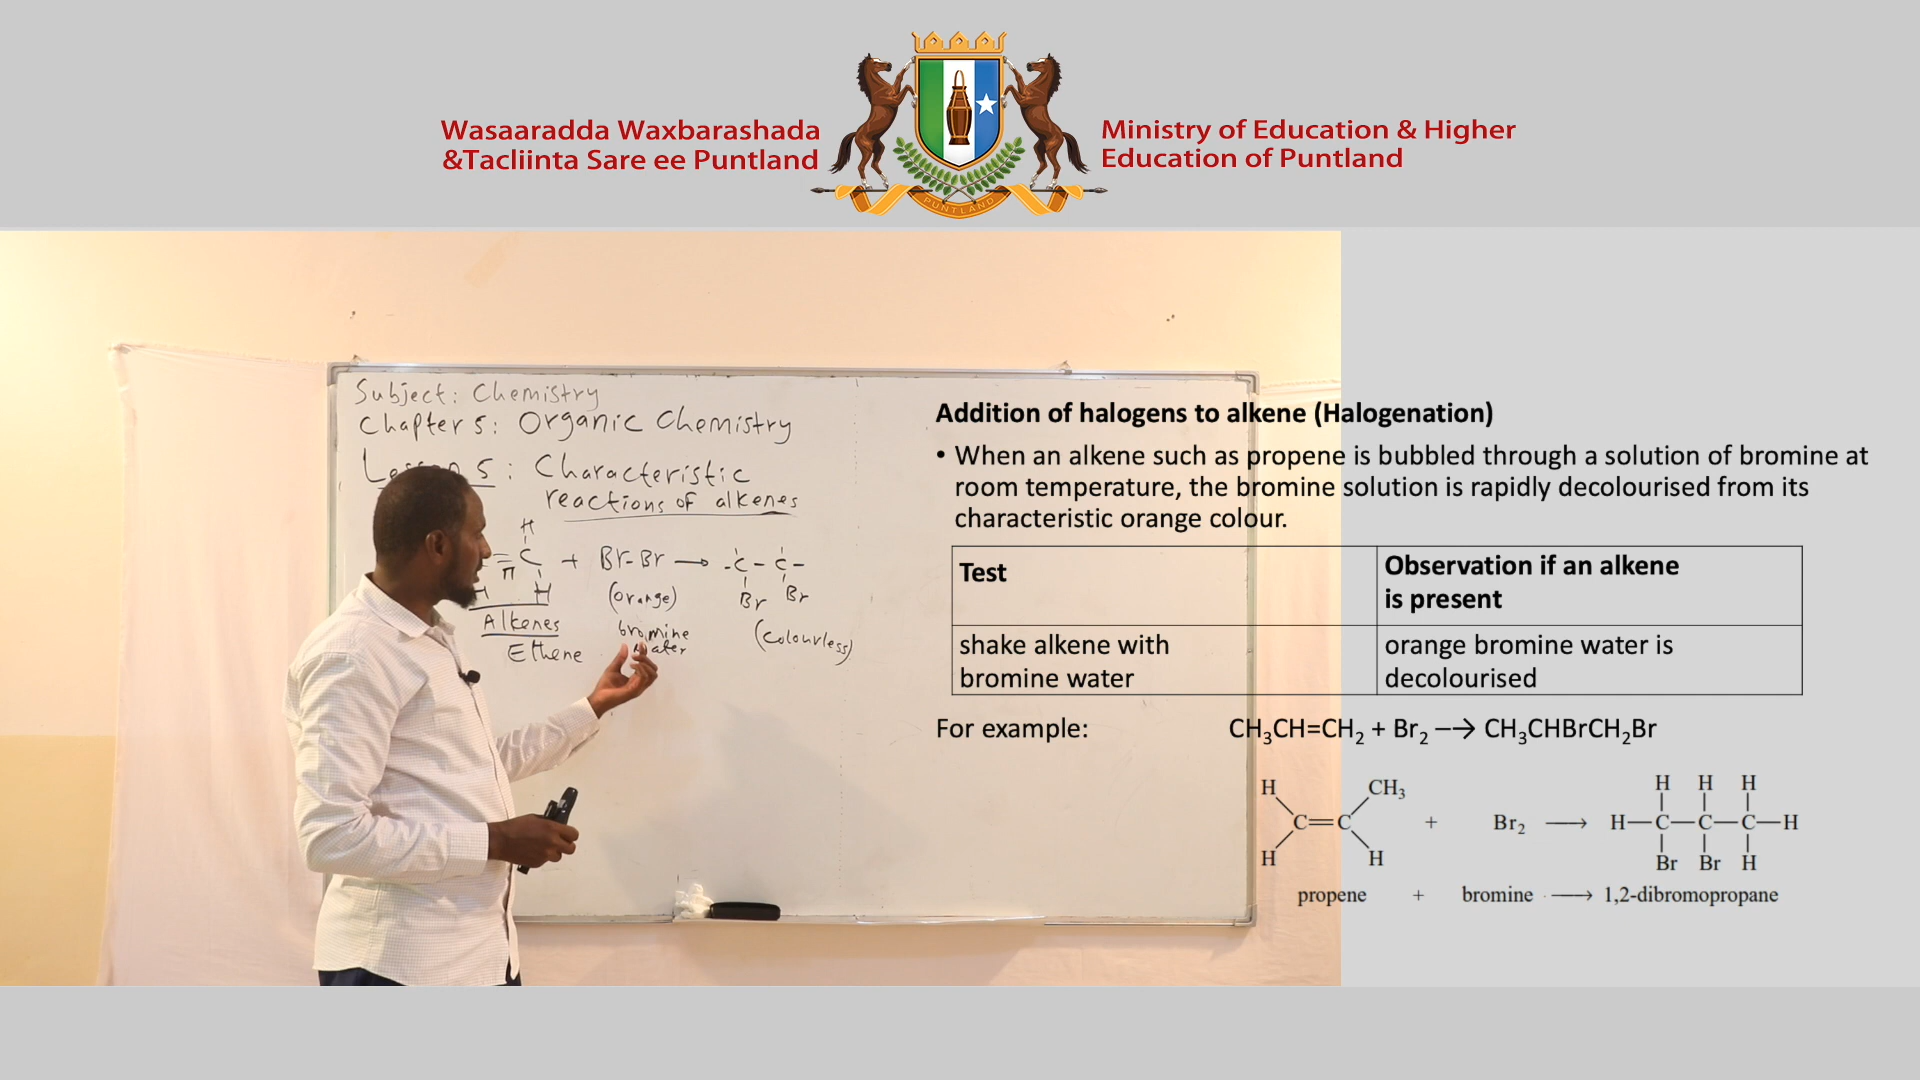 Wasaaradda Waxbarashada
&Tacliinta Sare ee Puntland
PUNTLAND
Ministry of Education & Higher
Education of Puntland
Subject: Chemistry
Chapter 5: Organic Chemistry
5: Characteristic
reactions of alkenes
H
= C + Br-Br → -C-C-
π
H H (orange) Br Br
Alkenes bromine (colourless)
Ethene water
Addition of halogens to alkene (Halogenation)
• When an alkene such as propene is bubbled through a solution of bromine at
room temperature, the bromine solution is rapidly decolourised from its
characteristic orange colour.
Test
Observation if an alkene
is present
shake alkene with
bromine water
orange bromine water is
decolourised
For example: CH₃CH=CH₂ + Br₂ –→ CH₃CHBrCH₂Br
H CH₃ H H H
C=C + Br₂ ⟶ H—C—C—C—H
H H Br Br H
propene + bromine ⟶ 1,2-dibromopropane